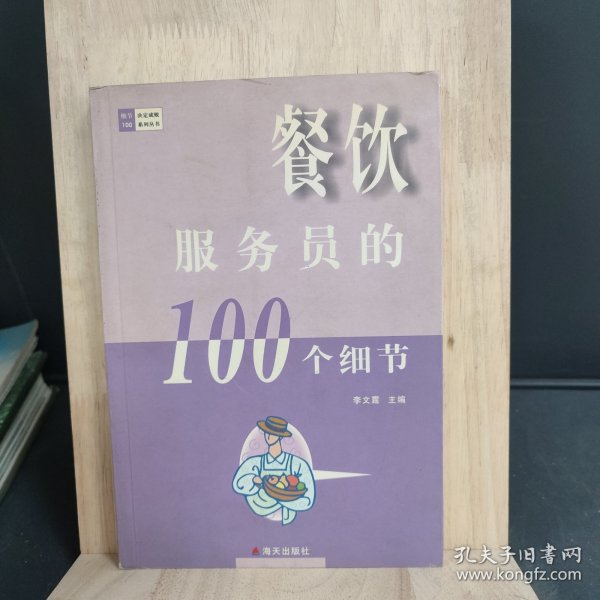 细节 决定成败
100 系列丛书
餐饮
服务员的
100个细节
李文霞 主编
海天出版社
孔夫子旧书网
www.kongfz.com